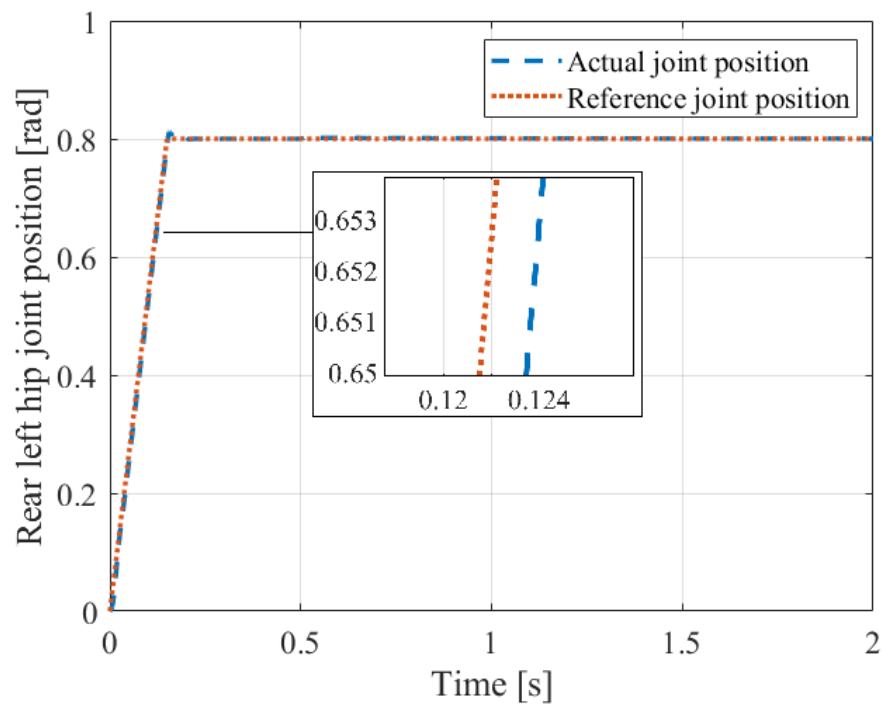 1
Actual joint position
Reference joint position
0.8
0.6
0.4
0.2
0
Rear left hip joint position [rad]
0.653
0.652
0.651
0.65
0.12 0.124
0 0.5 1 1.5 2
Time [s]